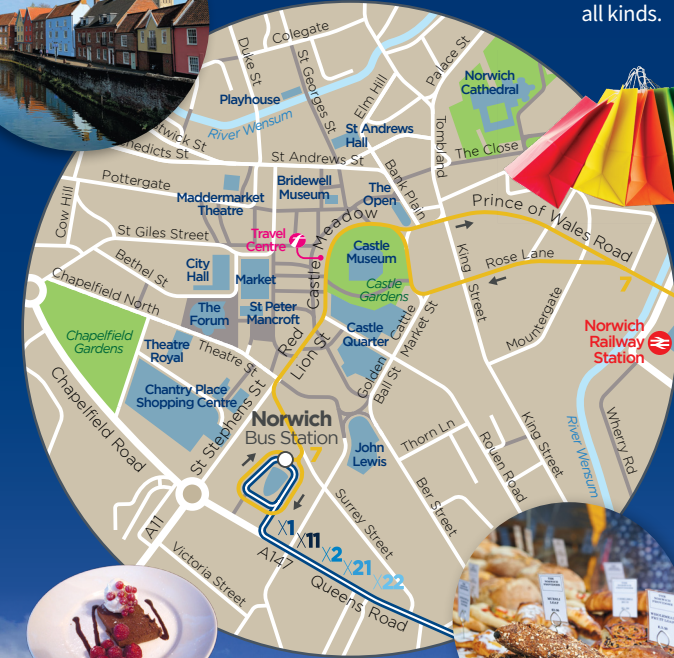 all kinds.
Colegate
Duke St
St Georges St
Palace St
Elm Hill
Norwich
Cathedral
Playhouse
River Wensum
St Andrews
Hall
Tombland
The Close
twick St
nedicts St
St Andrews St
Bank Plain
Pottergate
Bridewell
Museum
The
Open
Maddermarket
Theatre
Cow Hill
Prince of Wales Road
St Giles Street
Travel
Centre
Castle Meadow
Castle
Museum
King Street
Rose Lane
Bethel St
City
Hall
Market
Castle
Gardens
7
Chapelfield North
The
Forum
St Peter
Mancroft
Red Lion St
Castle
Quarter
Cattle
Market St
Mountergate
Norwich
Railway
Station
Chapelfield
Gardens
Theatre
Royal
Theatre St
Golden
Ball St
Chantry Place
Shopping Centre
Chapelfield Road
St Stephens St
Norwich
Bus Station
7
John
Lewis
Thorn Ln
Rouen Road
King Street
River Wensum
Wherry Rd
Ber Street
Surrey Street
A11
X1
X11
X2
X21
X22
A147
Queens Road
Victoria Street